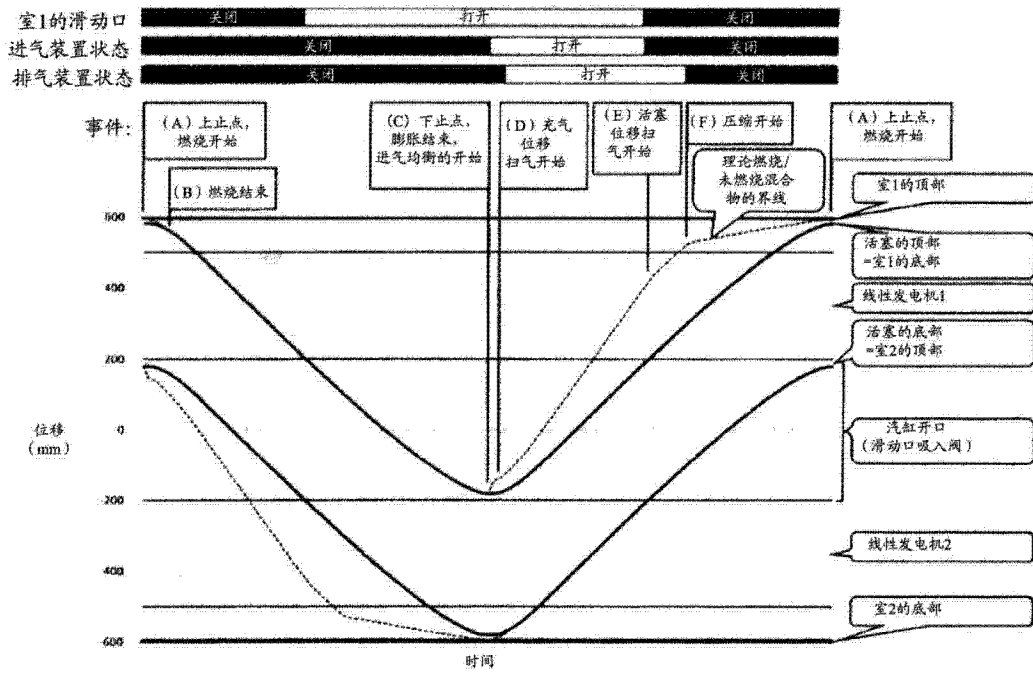 室1的滑动口
关闭
打开
关闭
进气装置状态
关闭
打开
关闭
排气装置状态
关闭
打开
关闭
事件:
（A）上止点，
燃烧开始
（B）燃烧结束
（C）下止点，
膨胀结束，
进气均衡的开始
（D）充气
位移
扫气开始
（E）活塞
位移扫
气开始
（F）压缩开始
理论燃烧/
未燃烧混合
物的界线
（A）上止点，
燃烧开始
室1的顶部
活塞的顶部
=室1的底部
线性发电机1
活塞的底部
=室2的顶部
汽缸开口
（滑动口吸入阀）
线性发电机2
室2的底部
位移
（mm）
600
400
200
0
-200
-400
-600
时间